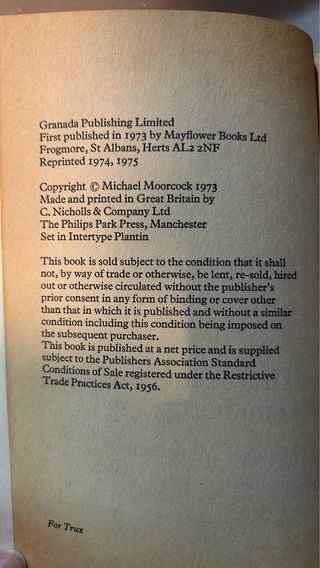 Granada Publishing Limited
First published in 1973 by Mayflower Books Ltd
Frogmore, St Albans, Herts AL2 2NF
Reprinted 1974, 1975
Copyright © Michael Moorcock 1973
Made and printed in Great Britain by
C. Nicholls & Company Ltd
The Philips Park Press, Manchester
Set in Intertype Plantin
This book is sold subject to the condition that it shall
not, by way of trade or otherwise, be lent, re-sold, hired
out or otherwise circulated without the publisher's
prior consent in any form of binding or cover other
than that in which it is published and without a similar
condition including this condition being imposed on
the subsequent purchaser.
This book is published at a net price and is supplied
subject to the Publishers Association Standard
Conditions of Sale registered under the Restrictive
Trade Practices Act, 1956.
For Trux